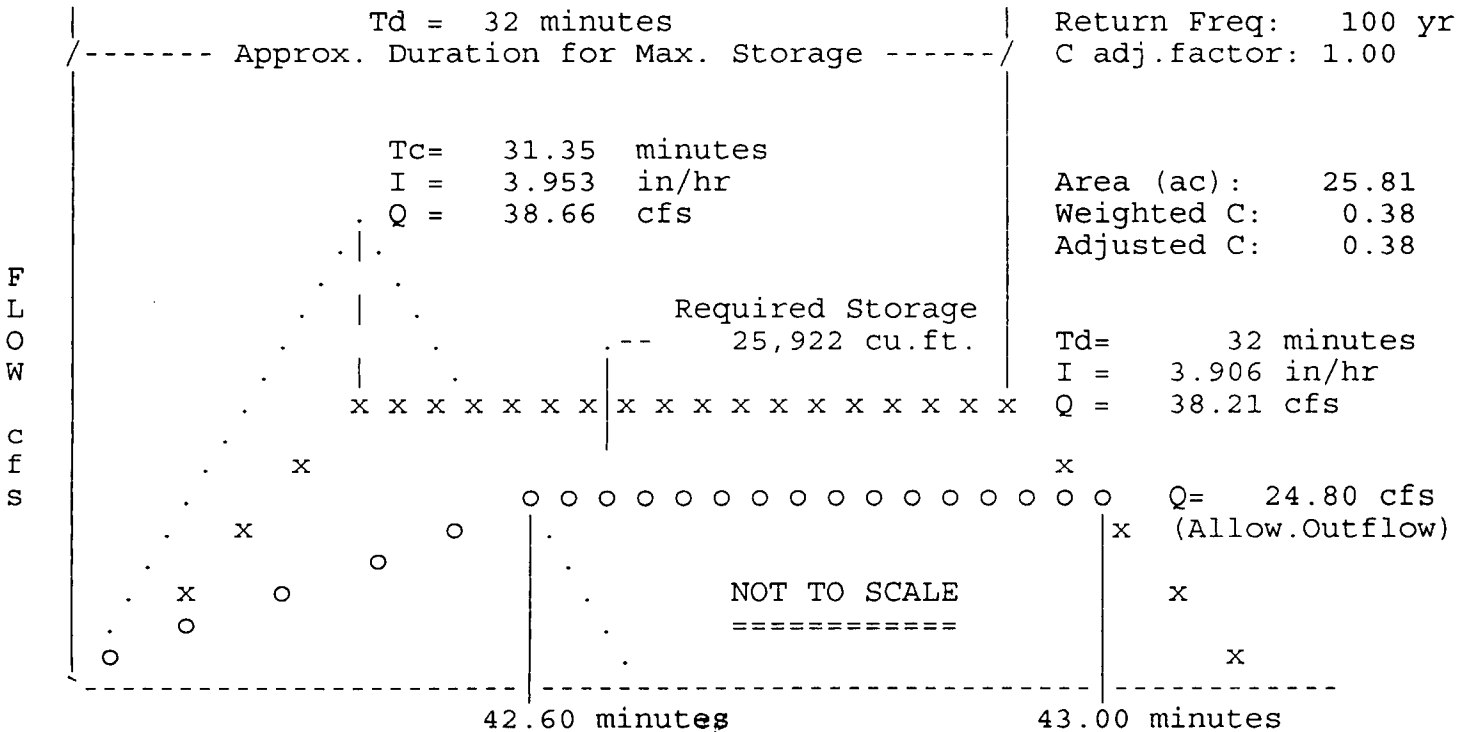 Td = 32 minutes
Return Freq: 100 yr
/------- Approx. Duration for Max. Storage ------/
C adj.factor: 1.00
Tc= 31.35 minutes
I = 3.953 in/hr
Q = 38.66 cfs
Area (ac): 25.81
Weighted C: 0.38
Adjusted C: 0.38
FLOW cfs
Required Storage
25,922 cu.ft.
Td= 32 minutes
I = 3.906 in/hr
x x x x x x x x x x x x x x x x x x
Q = 38.21 cfs
x x
o o o o o o o o o o o o o o o o
Q= 24.80 cfs
x o x
(Allow.Outflow)
o
x o
NOT TO SCALE
x
o
============
o x
42.60 minutes
43.00 minutes